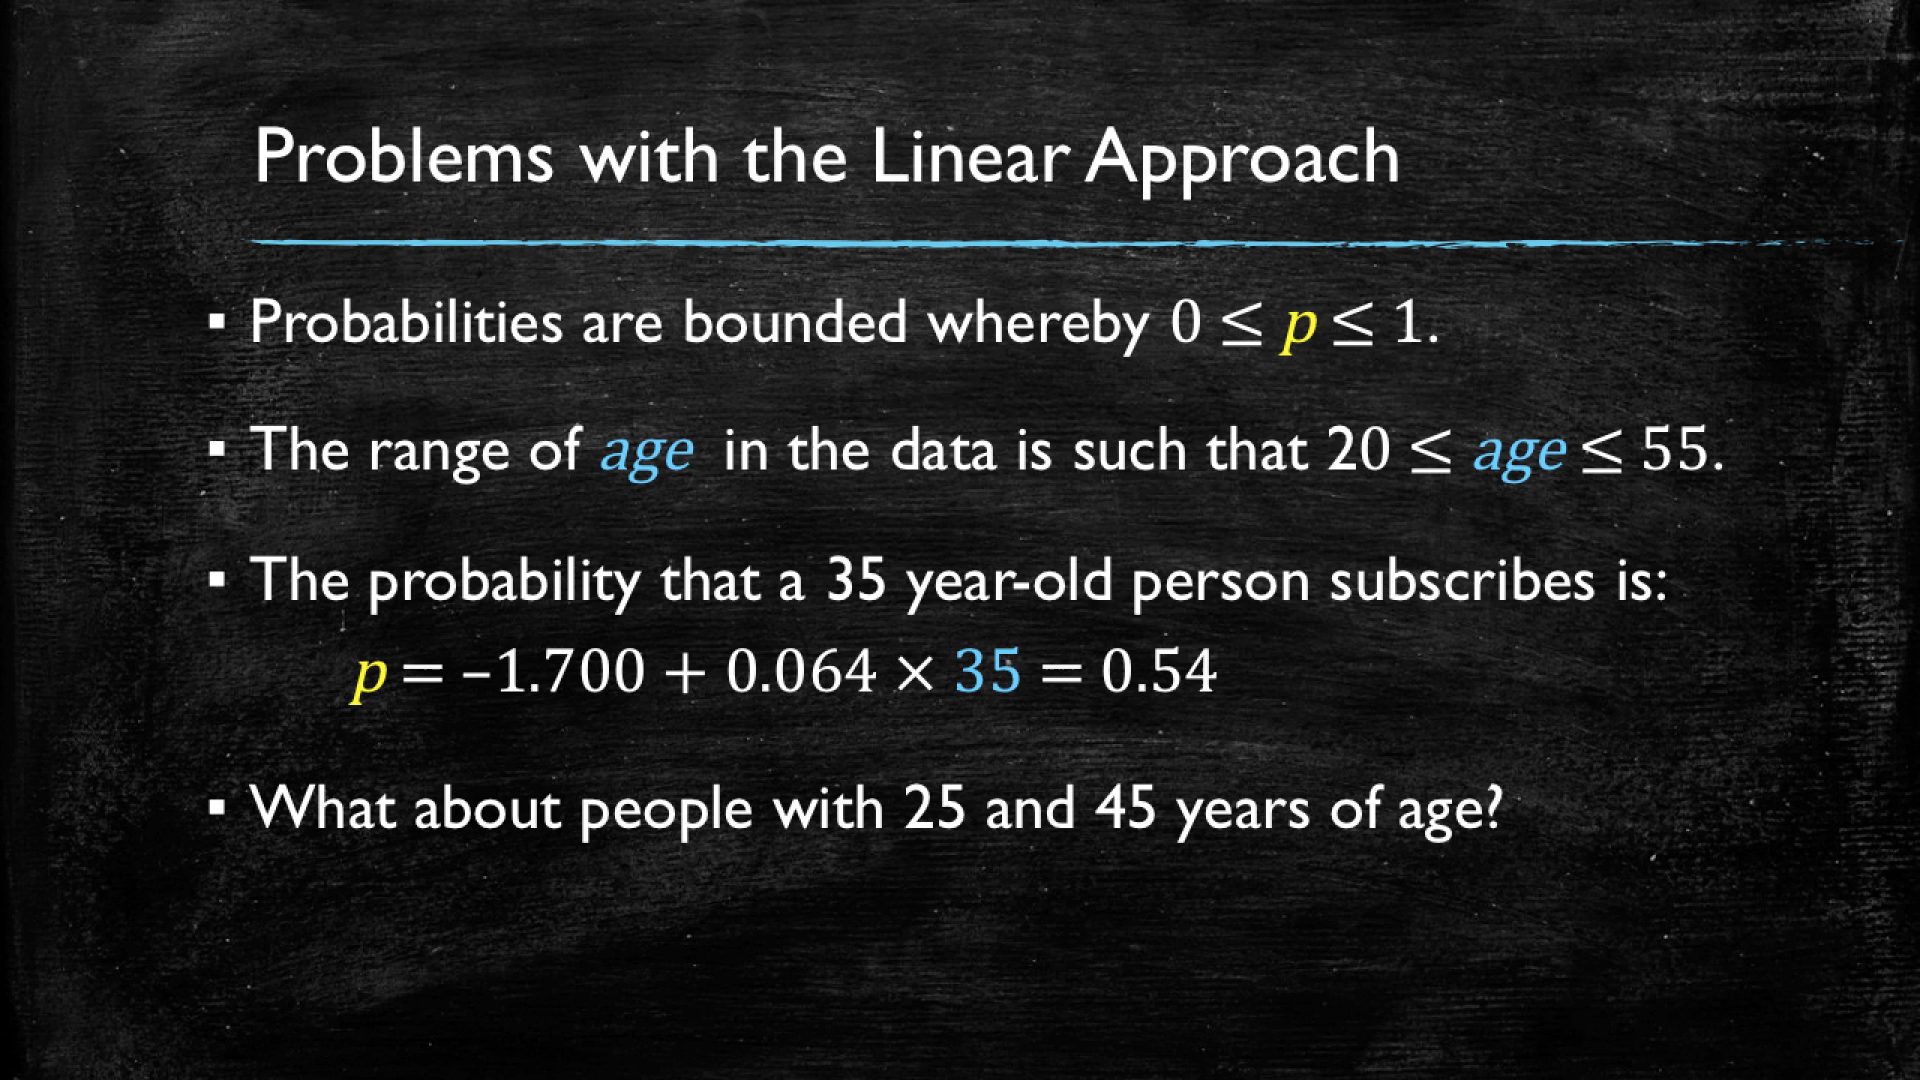 Problems with the Linear Approach
▪ Probabilities are bounded whereby 0 ≤ p ≤ 1.
▪ The range of age in the data is such that 20 ≤ age ≤ 55.
▪ The probability that a 35 year-old person subscribes is:
p = –1.700 + 0.064 × 35 = 0.54
▪ What about people with 25 and 45 years of age?